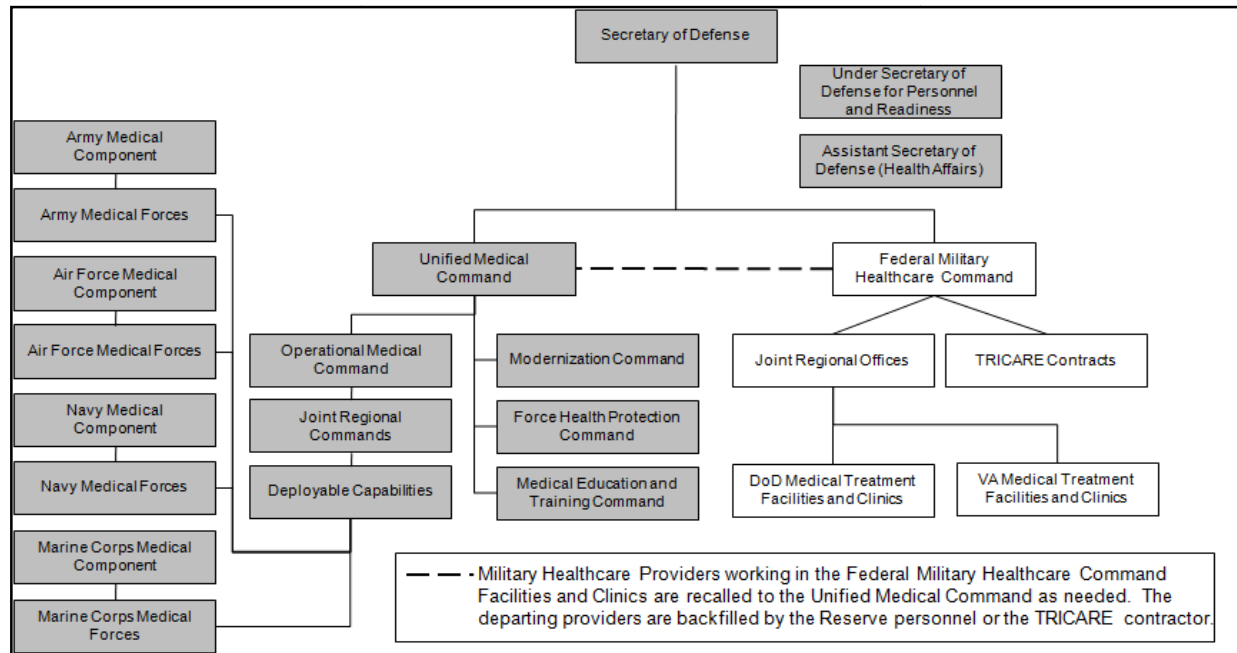 Secretary of Defense
Under Secretary of
Defense for Personnel
and Readiness
Assistant Secretary of
Defense (Health Affairs)
Army Medical
Component
Army Medical Forces
Air Force Medical
Component
Air Force Medical Forces
Navy Medical
Component
Navy Medical Forces
Marine Corps Medical
Component
Marine Corps Medical
Forces
Unified Medical
Command
Operational Medical
Command
Joint Regional
Commands
Deployable Capabilities
Modernization Command
Force Health Protection
Command
Medical Education and
Training Command
Federal Military
Healthcare Command
Joint Regional Offices
TRICARE Contracts
DoD Medical Treatment
Facilities and Clinics
VA Medical Treatment
Facilities and Clinics
Military Healthcare Providers working in the Federal Military Healthcare Command
Facilities and Clinics are recalled to the Unified Medical Command as needed. The
departing providers are backfilled by the Reserve personnel or the TRICARE contractor.